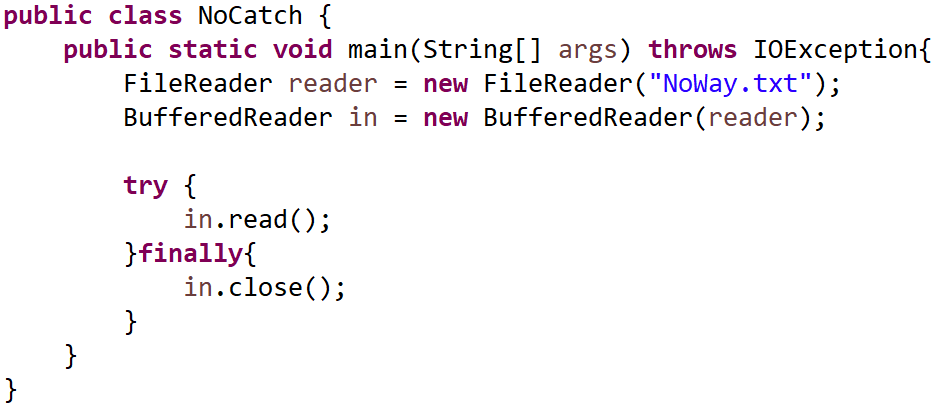 public class NoCatch {
    public static void main(String[] args) throws IOException{
        FileReader reader = new FileReader("NoWay.txt");
        BufferedReader in = new BufferedReader(reader);

        try {
            in.read();
        }finally{
            in.close();
        }
    }
}